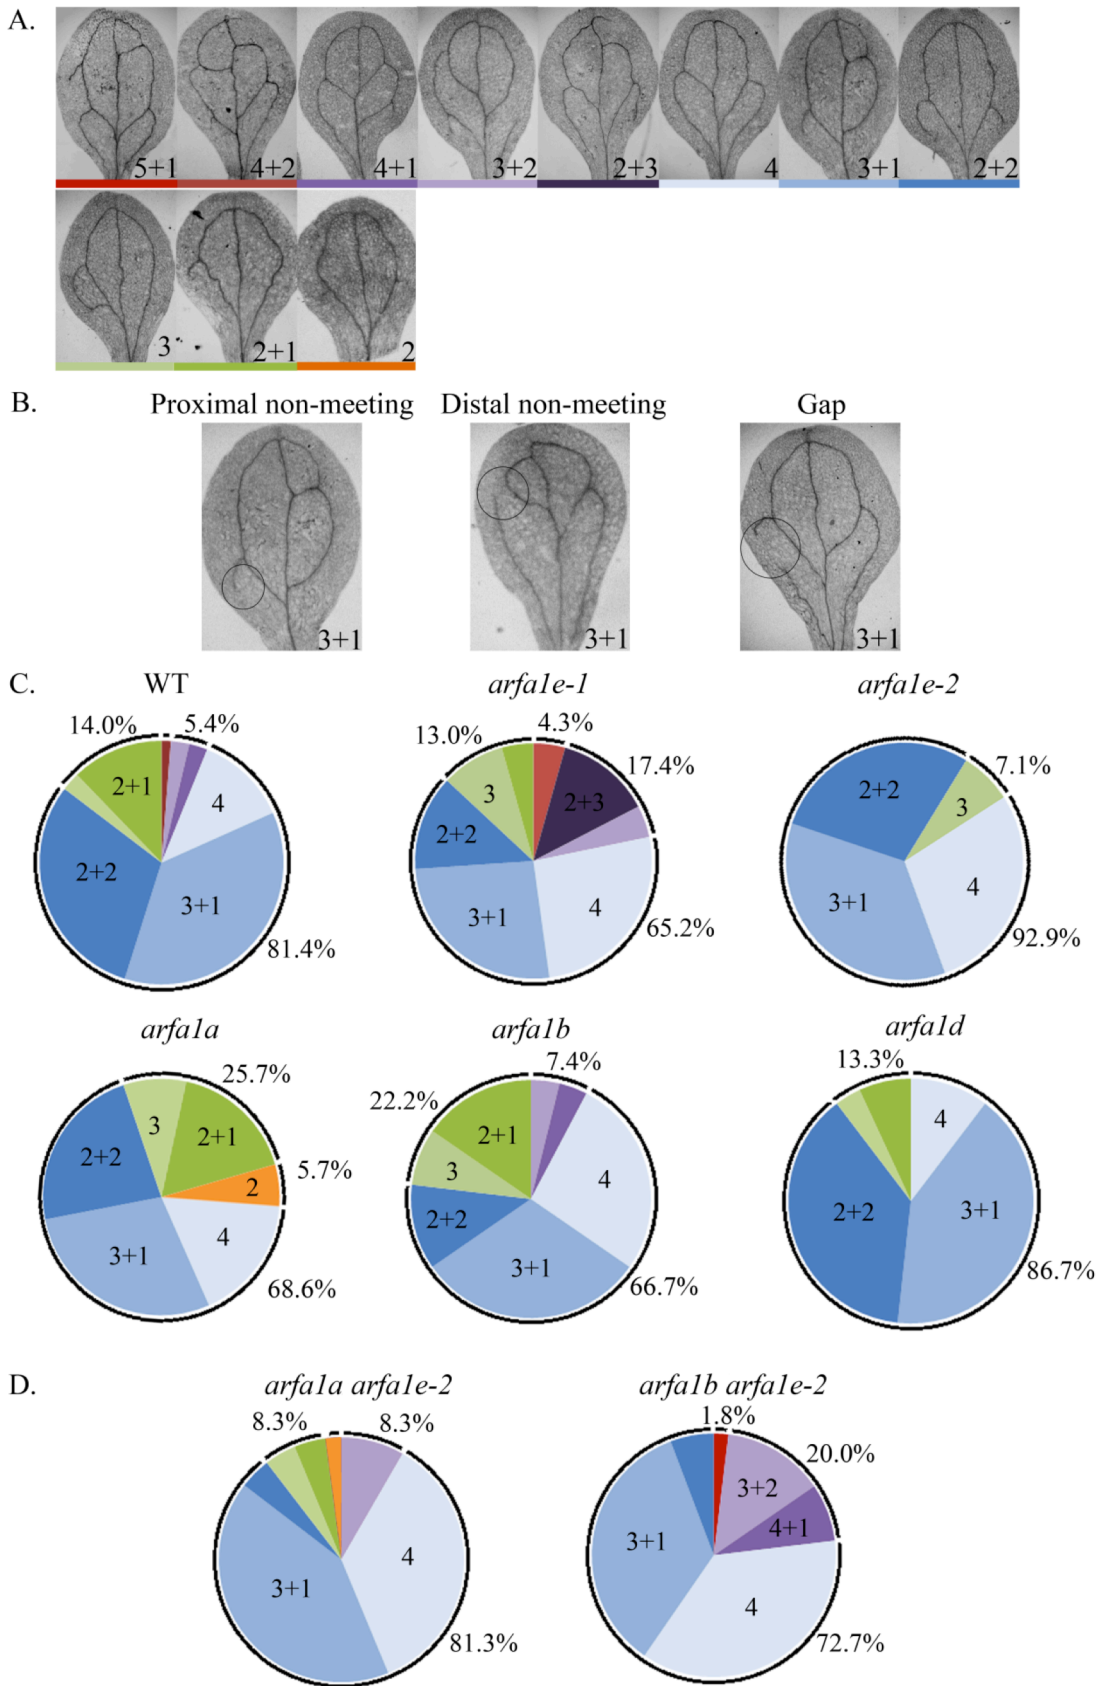 A.
5+1 4+2 4+1 3+2 2+3 4 3+1 2+2
3 2+1 2
B. Proximal non-meeting Distal non-meeting Gap
3+1 3+1 3+1
C. WT arfa1e-1 arfa1e-2
14.0% 5.4% 13.0% 4.3% 17.4% 7.1%
2+1 4 3 2+3 2+2 3
2+2 3+1 2+2 3+1 4 3+1 4
81.4% 65.2% 92.9%
arfa1a arfa1b arfa1d
25.7% 22.2% 7.4% 13.3%
3 2+1 2+1 4
2+2 2 5.7% 3 4 2+2 3+1
3+1 4 2+2 3+1
68.6% 66.7% 86.7%
D. arfa1a arfa1e-2 arfa1b arfa1e-2
8.3% 8.3% 1.8% 20.0%
3+2
4 3+1 4+1
3+1 4
81.3% 72.7%